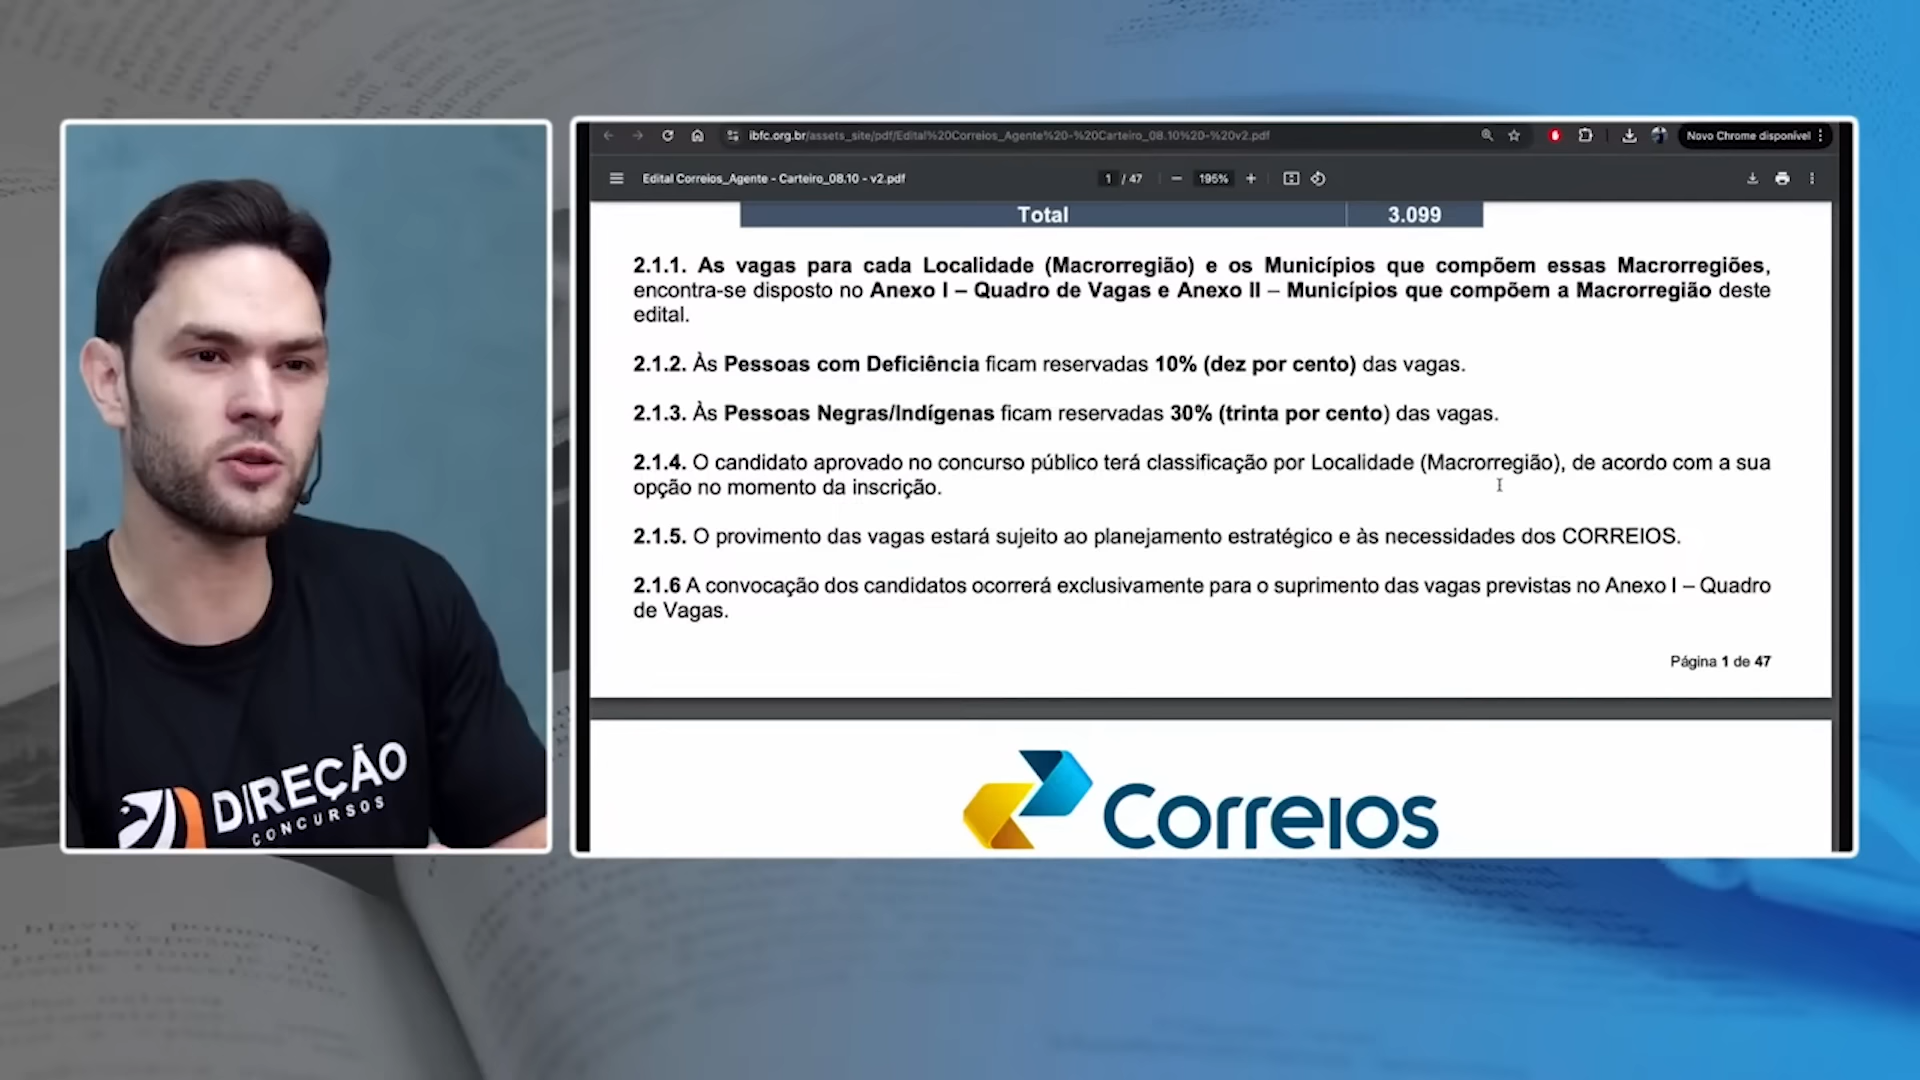 ibfc.org.br/assets_site/pdf/Edital%20Correios_Agente%20-%20Carteiro_08.10%20-%20v2.pdf
Novo Chrome disponível
Edital Correios_Agente - Carteiro_08.10 - v2.pdf
1 / 47
195%
Total 3.099
2.1.1. As vagas para cada Localidade (Macrorregião) e os Municípios que compõem essas Macrorregiões,
encontra-se disposto no Anexo I – Quadro de Vagas e Anexo II – Municípios que compõem a Macrorregião deste
edital.
2.1.2. Às Pessoas com Deficiência ficam reservadas 10% (dez por cento) das vagas.
2.1.3. Às Pessoas Negras/Indígenas ficam reservadas 30% (trinta por cento) das vagas.
2.1.4. O candidato aprovado no concurso público terá classificação por Localidade (Macrorregião), de acordo com a sua
opção no momento da inscrição.
2.1.5. O provimento das vagas estará sujeito ao planejamento estratégico e às necessidades dos CORREIOS.
2.1.6 A convocação dos candidatos ocorrerá exclusivamente para o suprimento das vagas previstas no Anexo I – Quadro
de Vagas.
Página 1 de 47
Correios
DIREÇÃO
CONCURSOS